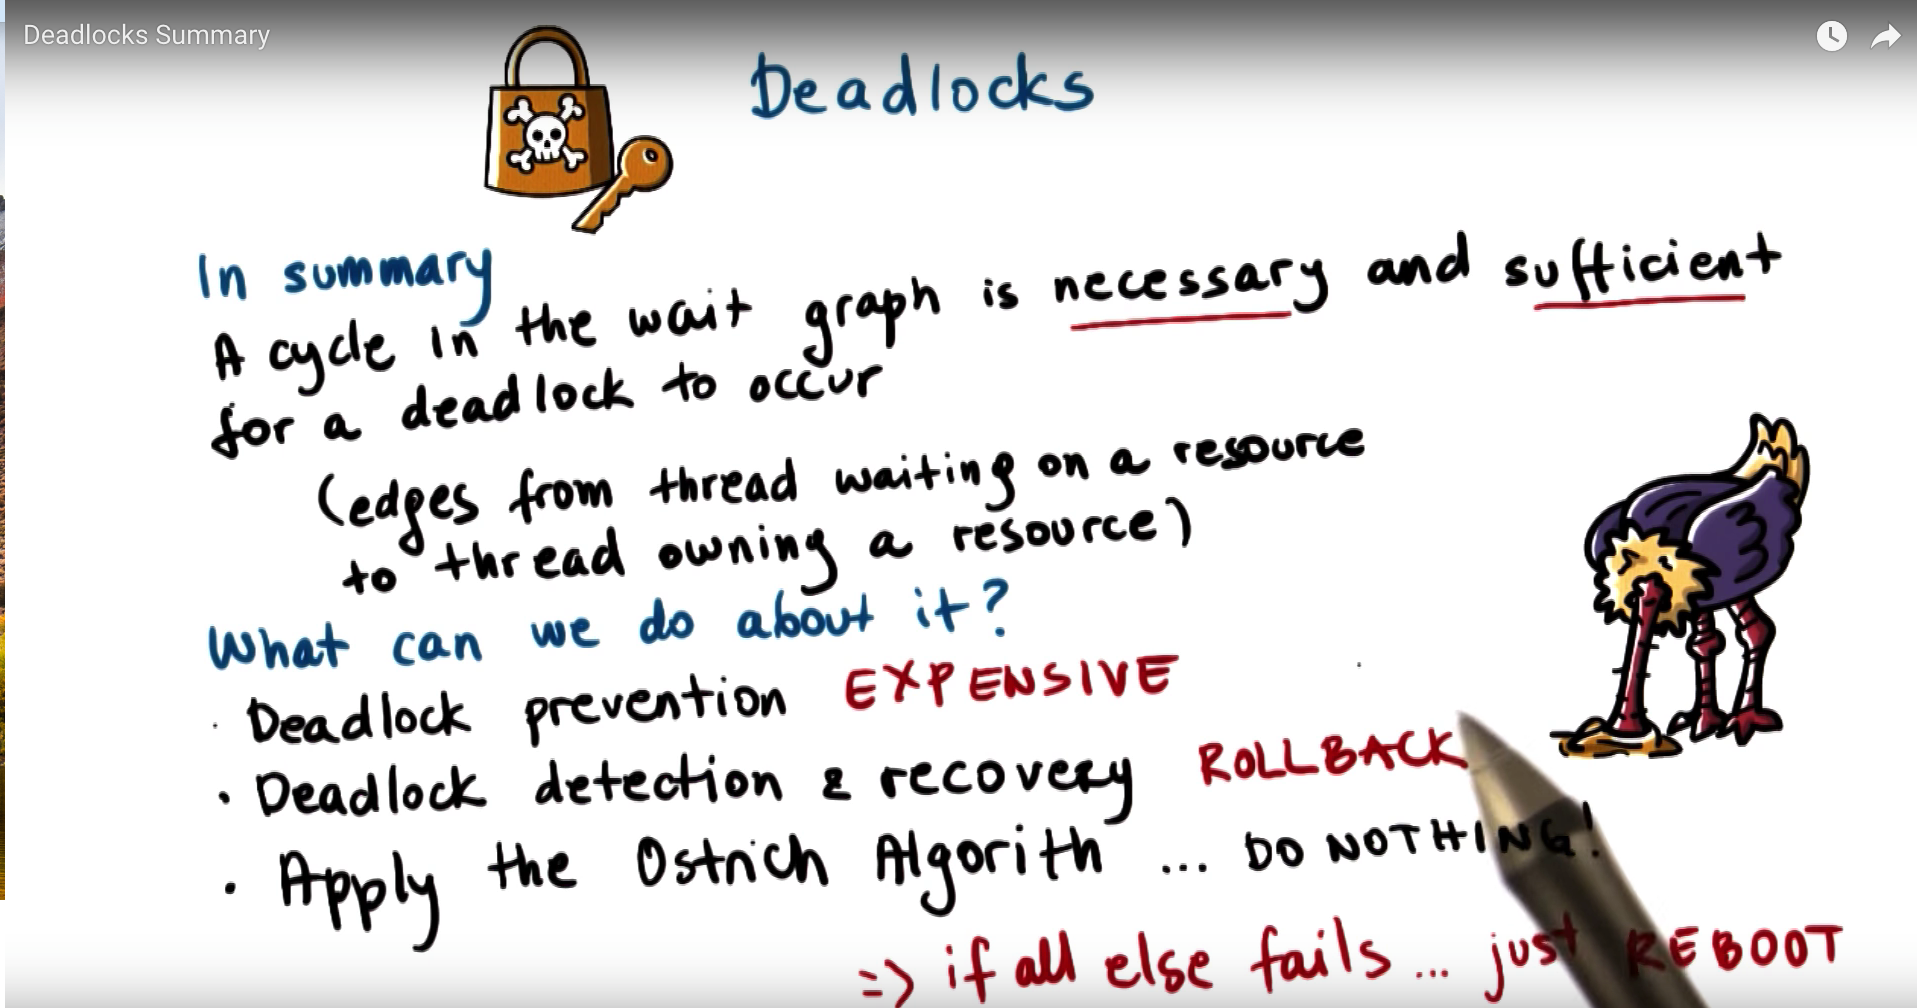 Deadlocks Summary
Deadlocks
In summary
A cycle in the wait graph is necessary and sufficient
for a deadlock to occur
(edges from thread waiting on a resource
to thread owning a resource)
What can we do about it?
• Deadlock prevention EXPENSIVE
• Deadlock detection & recovery ROLLBACK
• Apply the Ostrich Algorith ... DO NOTHING!
=> if all else fails ... just REBOOT